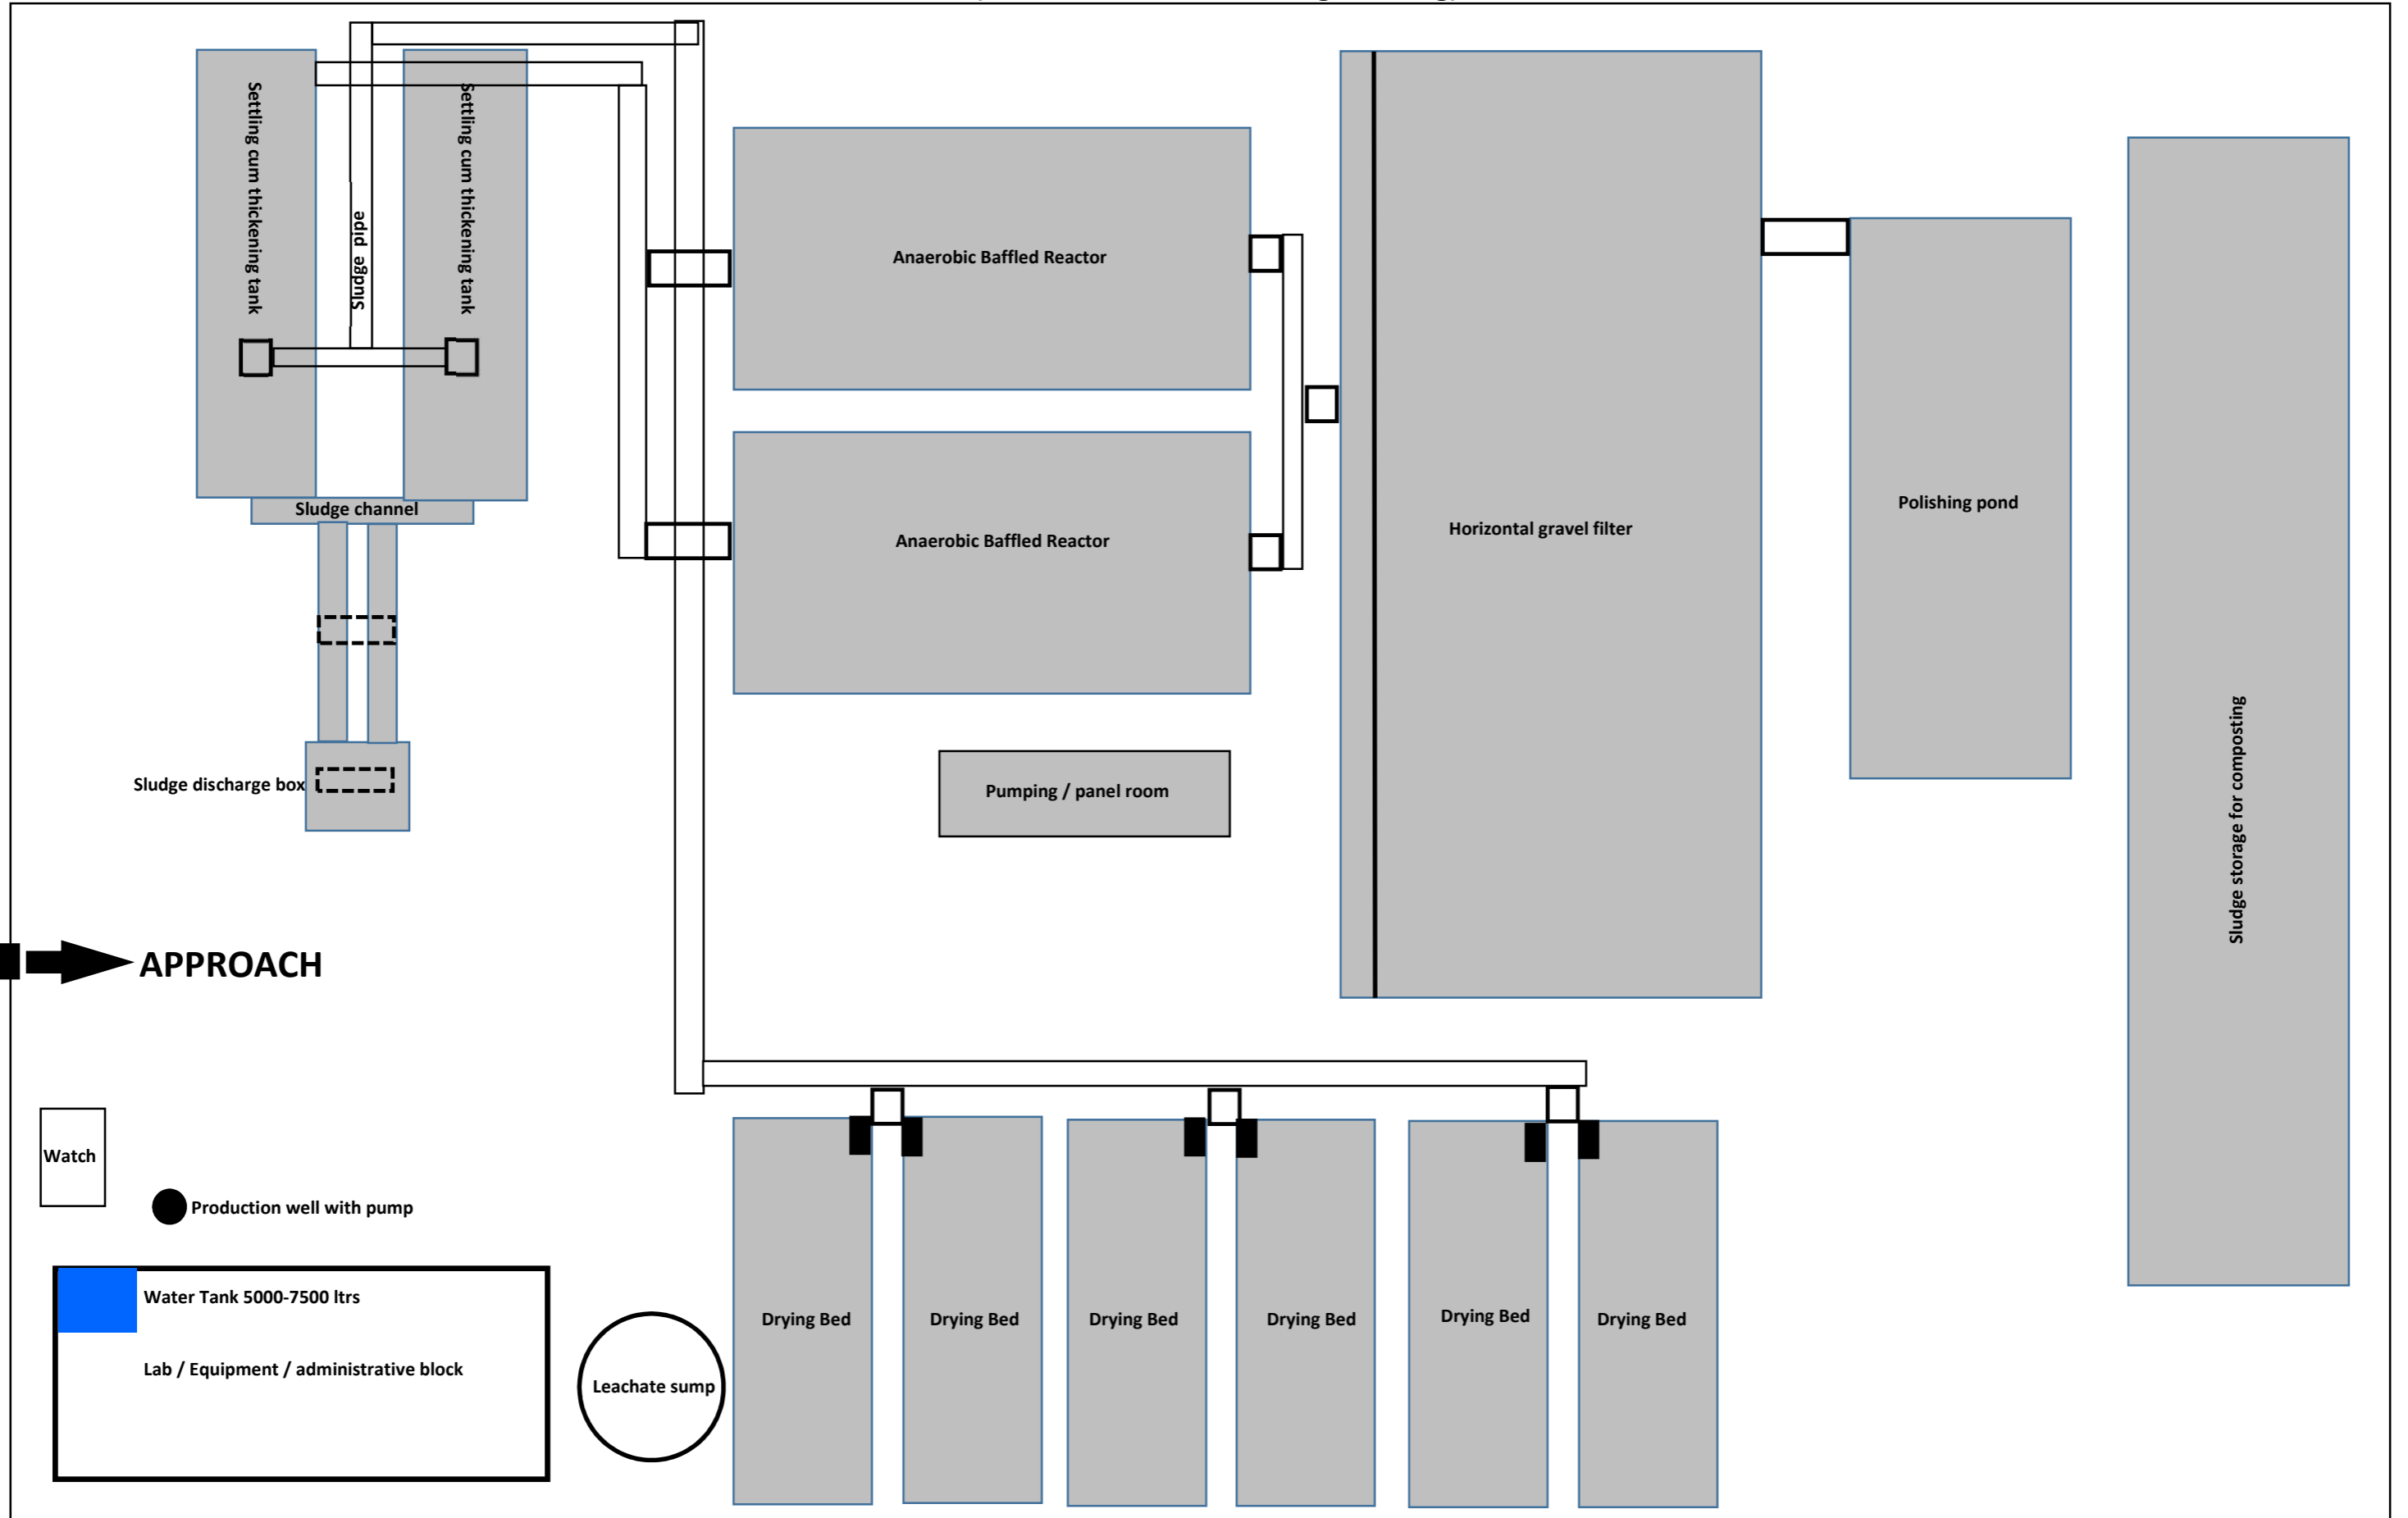 Settling cum thickening tank
Settling cum thickening tank
Sludge pipe
Anaerobic Baffled Reactor
Anaerobic Baffled Reactor
Horizontal gravel filter
Polishing pond
Sludge storage for composting
Sludge channel
Sludge discharge box
Pumping / panel room
APPROACH
Watch
Production well with pump
Water Tank 5000-7500 ltrs
Lab / Equipment / administrative block
Leachate sump
Drying Bed
Drying Bed
Drying Bed
Drying Bed
Drying Bed
Drying Bed